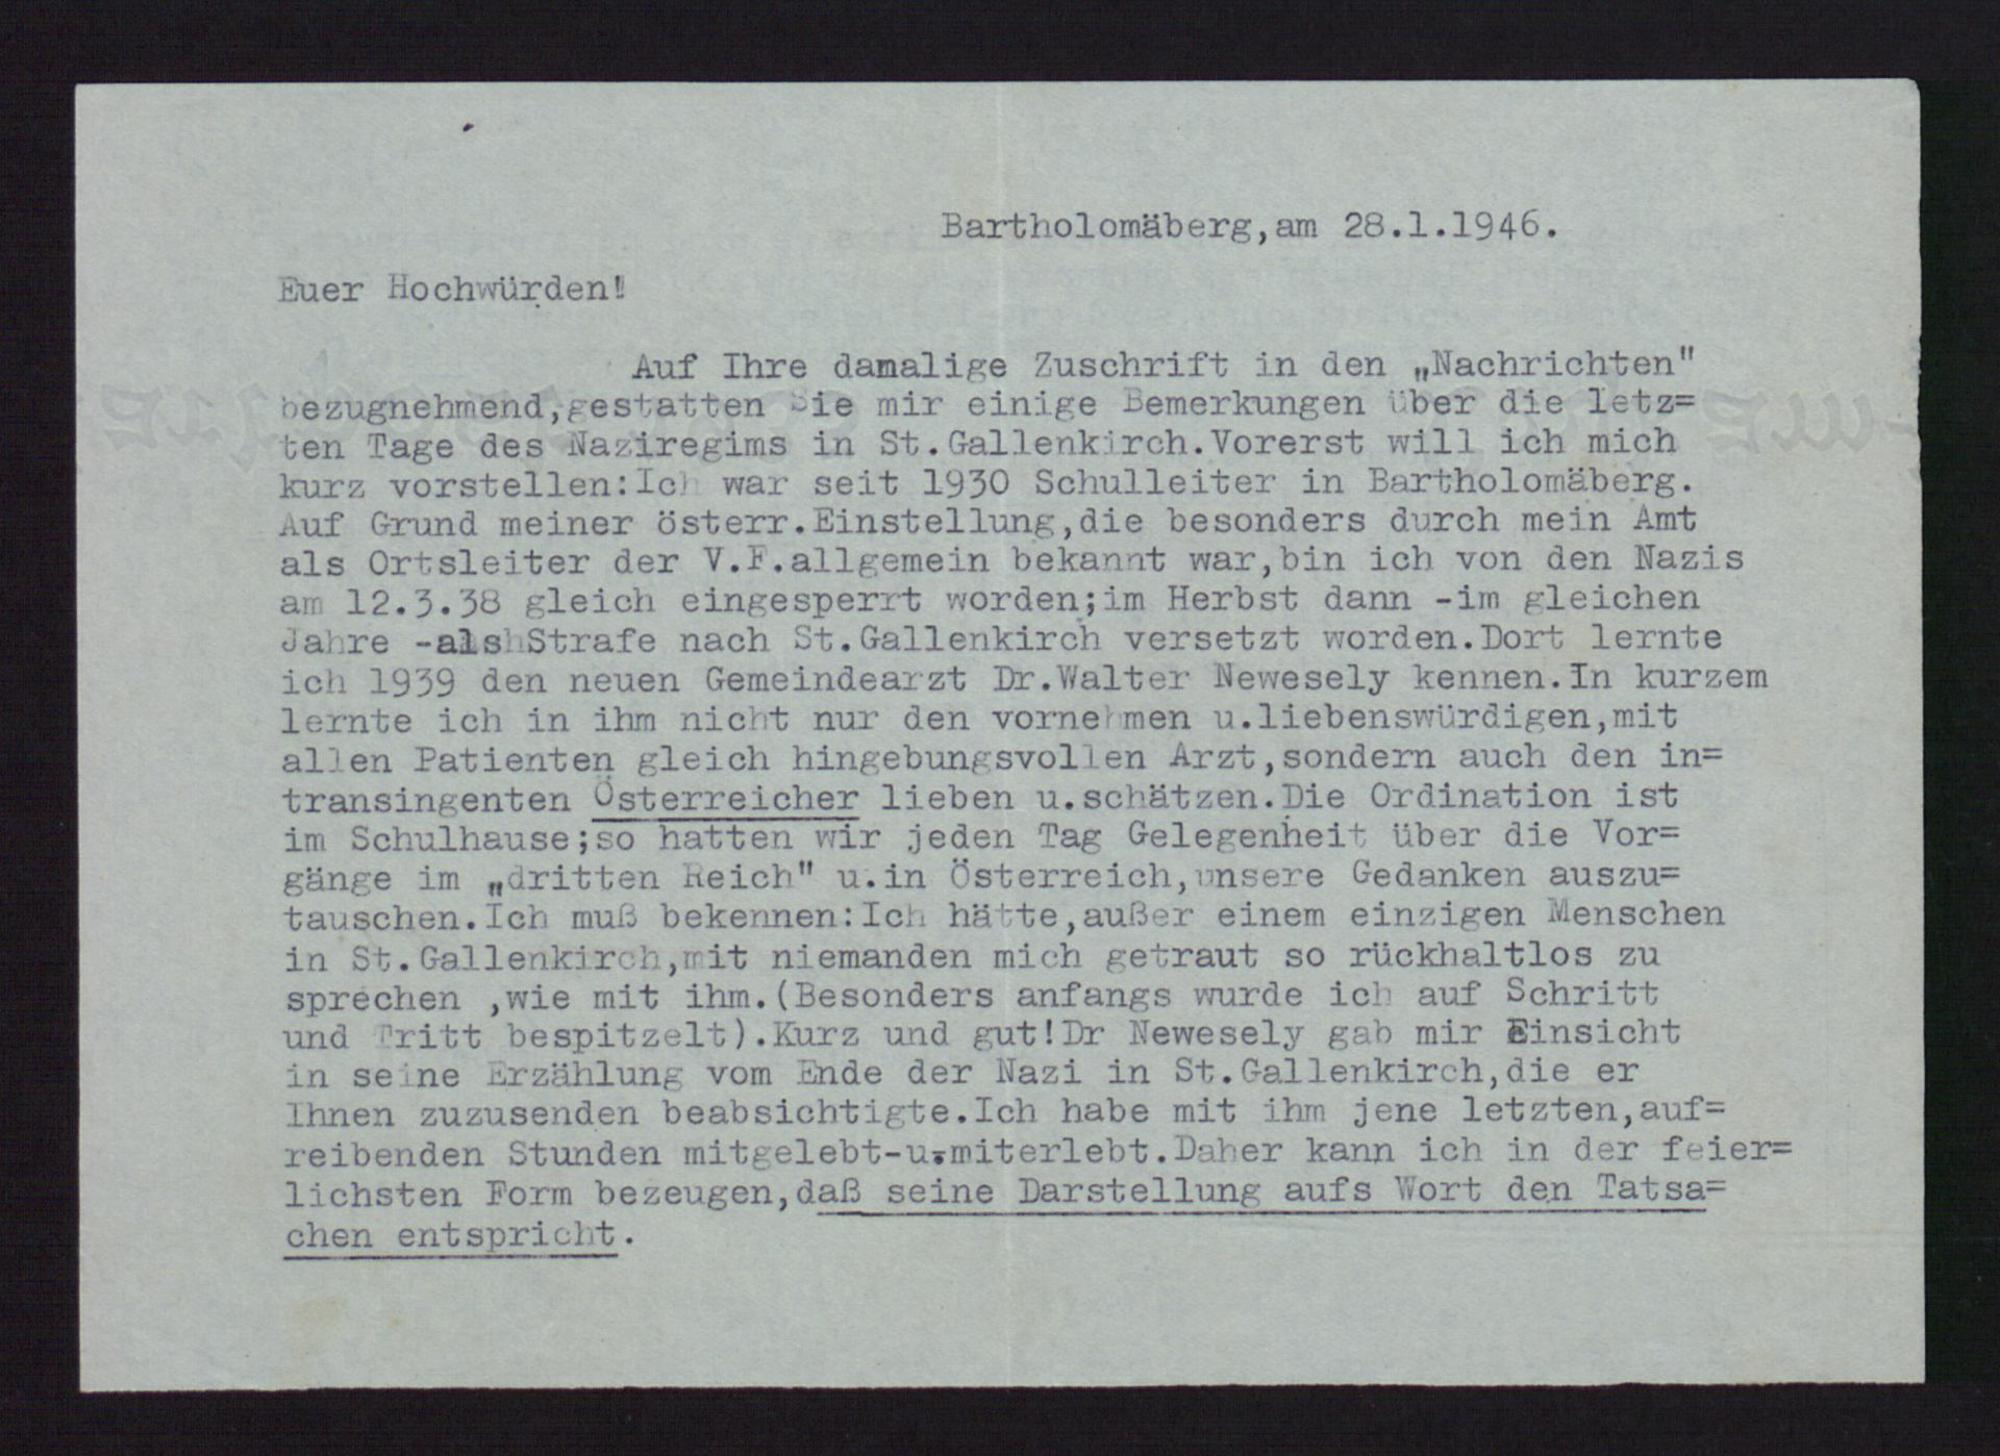 Bartholomäberg,am 28.1.1946.
Euer Hochwürden!
Auf Ihre damalige Zuschrift in den „Nachrichten"
bezugnehmend,gestatten Sie mir einige Bemerkungen über die letz=
ten Tage des Naziregims in St.Gallenkirch.Vorerst will ich mich
kurz vorstellen:Ich war seit 1930 Schulleiter in Bartholomäberg.
Auf Grund meiner österr.Einstellung,die besonders durch mein Amt
als Ortsleiter der V.F.allgemein bekannt war,bin ich von den Nazis
am 12.3.38 gleich eingesperrt worden;im Herbst dann -im gleichen
Jahre -als Strafe nach St.Gallenkirch versetzt worden.Dort lernte
ich 1939 den neuen Gemeindearzt Dr.Walter Newesely kennen.In kurzem
lernte ich in ihm nicht nur den vornehmen u.liebenswürdigen,mit
allen Patienten gleich hingebungsvollen Arzt,sondern auch den in=
transingenten Österreicher lieben u.schätzen.Die Ordination ist
im Schulhause;so hatten wir jeden Tag Gelegenheit über die Vor=
gänge im „dritten Reich" u.in Österreich,unsere Gedanken auszu=
tauschen.Ich muß bekennen:Ich hätte,außer einem einzigen Menschen
in St.Gallenkirch,mit niemanden mich getraut so rückhaltlos zu
sprechen ,wie mit ihm.(Besonders anfangs wurde ich auf Schritt
und Tritt bespitzelt).Kurz und gut!Dr Newesely gab mir Einsicht
in seine Erzählung vom Ende der Nazi in St.Gallenkirch,die er
Ihnen zuzusenden beabsichtigte.Ich habe mit ihm jene letzten,auf=
reibenden Stunden mitgelebt-u.miterlebt.Daher kann ich in der feier=
lichsten Form bezeugen,daß seine Darstellung aufs Wort den Tatsa=
chen entspricht.